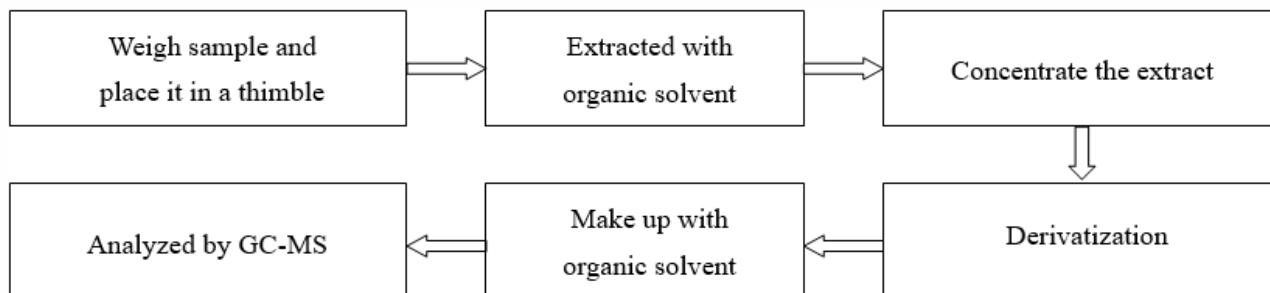 Weigh sample and
place it in a thimble
Extracted with
organic solvent
Concentrate the extract
Derivatization
Make up with
organic solvent
Analyzed by GC-MS